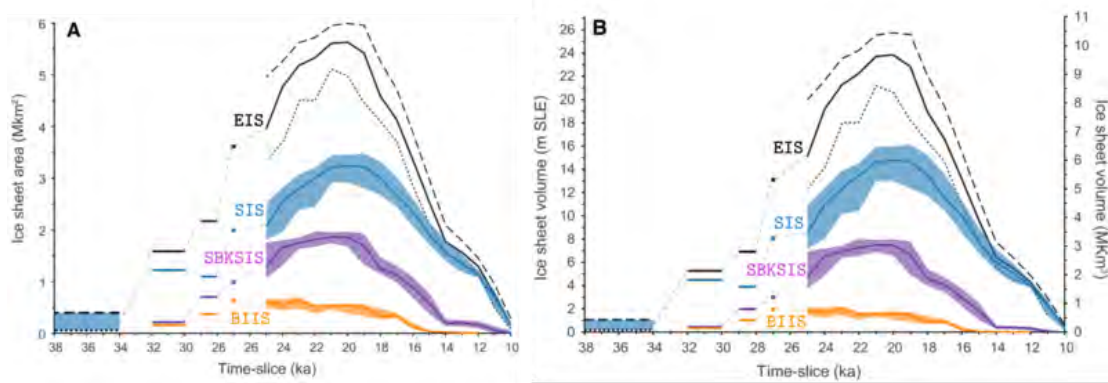 A
Ice sheet area (Mkm²)
6
5
4
3
2
1
0
EIS
SIS
SBKSIS
BIIS
38 36 34 32 30 28 26 24 22 20 18 16 14 12 10
Time-slice (ka)
B
Ice sheet volume (m SLE)
26
24
22
20
18
16
14
12
10
8
6
4
2
0
EIS
SIS
SBKSIS
BIIS
11
10
9
8
7
6
5
4
3
2
1
0
Ice sheet volume (MKm³)
38 36 34 32 30 28 26 24 22 20 18 16 14 12 10
Time-slice (ka)